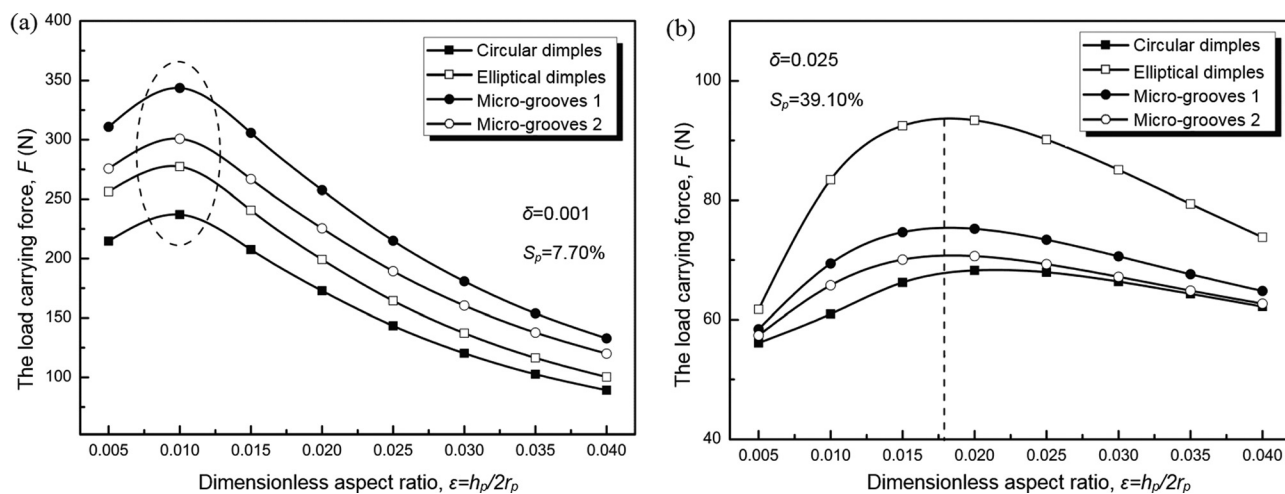 (a)
400
350
300
250
200
150
100
The load carrying force, F (N)
Circular dimples
Elliptical dimples
Micro-grooves 1
Micro-grooves 2
δ=0.001
Sp=7.70%
0.005 0.010 0.015 0.020 0.025 0.030 0.035 0.040
Dimensionless aspect ratio, ε=hp/2rp
(b)
100
80
60
40
The load carrying force, F (N)
δ=0.025
Sp=39.10%
Circular dimples
Elliptical dimples
Micro-grooves 1
Micro-grooves 2
0.005 0.010 0.015 0.020 0.025 0.030 0.035 0.040
Dimensionless aspect ratio, ε=hp/2rp